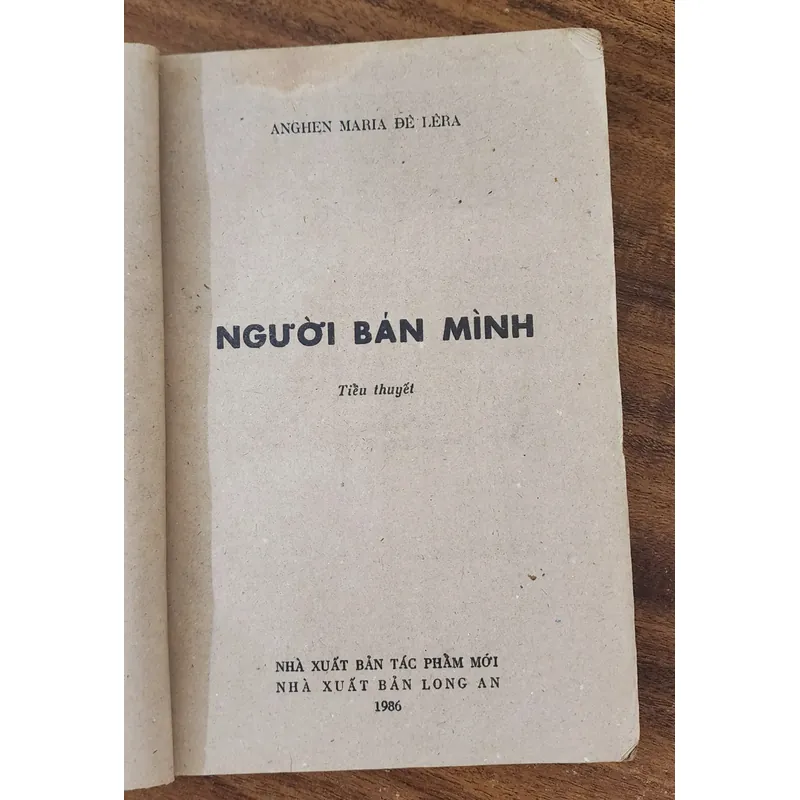 ANGHEN MARIA ĐÊ LÊRA
NGƯỜI BÁN MÌNH
Tiểu thuyết
NHÀ XUẤT BẢN TÁC PHẨM MỚI
NHÀ XUẤT BẢN LONG AN
1986